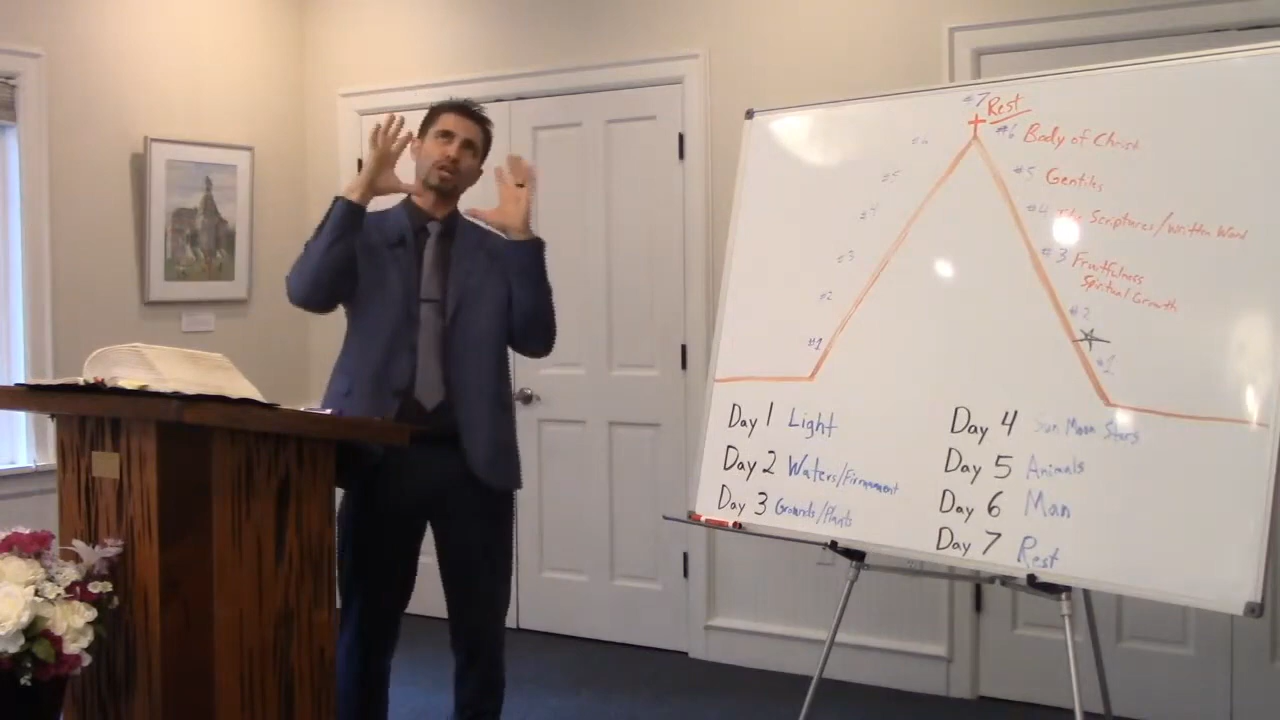 #7 Rest
#6 #6 Body of Christ
#5 #5 Gentiles
#4 #4 The Scriptures/Written Word
#3 #3 Fruitfulness
Spiritual Growth
#2 #2
#1 #1
Day 1 Light
Day 2 Waters/Firmament
Day 3 Grounds/Plants
Day 4 Sun Moon Stars
Day 5 Animals
Day 6 Man
Day 7 Rest